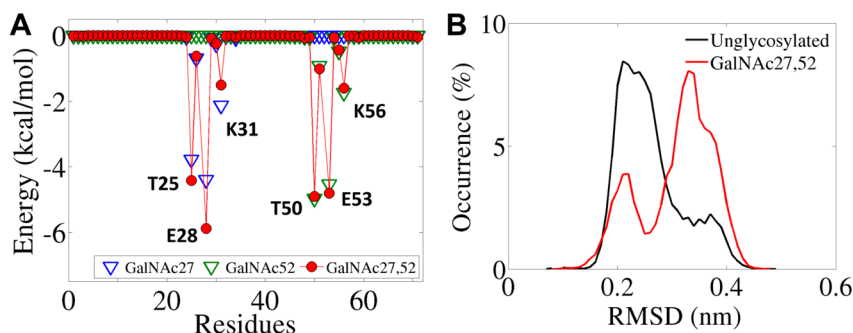 A
Energy (kcal/mol)
0
-2
-4
-6
T25
E28
K31
T50
E53
K56
GalNAc27 GalNAc52 GalNAc27,52
0 20 40 60
Residues
B
Occurrence (%)
10
5
0
Unglycosylated
GalNAc27,52
0 0.2 0.4 0.6
RMSD (nm)